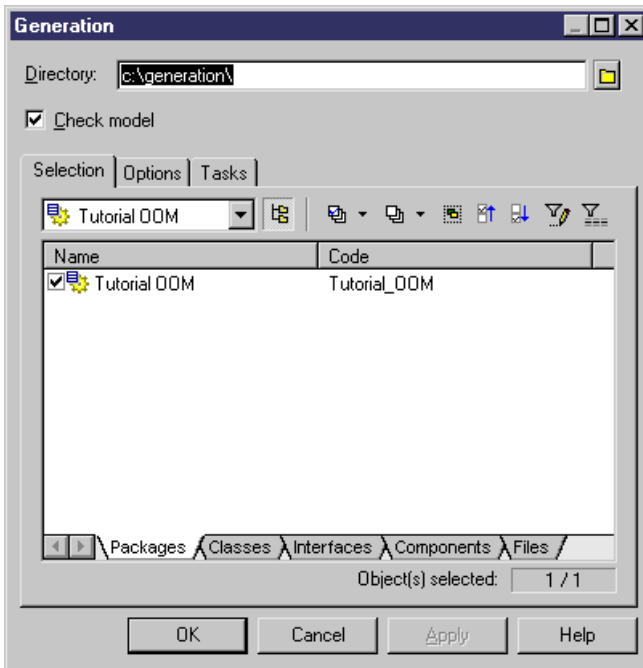 Generation
Directory: c:\generation\
Check model
Selection Options Tasks
Tutorial OOM
Name Code
Tutorial OOM Tutorial_OOM
Packages Classes Interfaces Components Files
Object(s) selected: 1 / 1
OK Cancel Apply Help